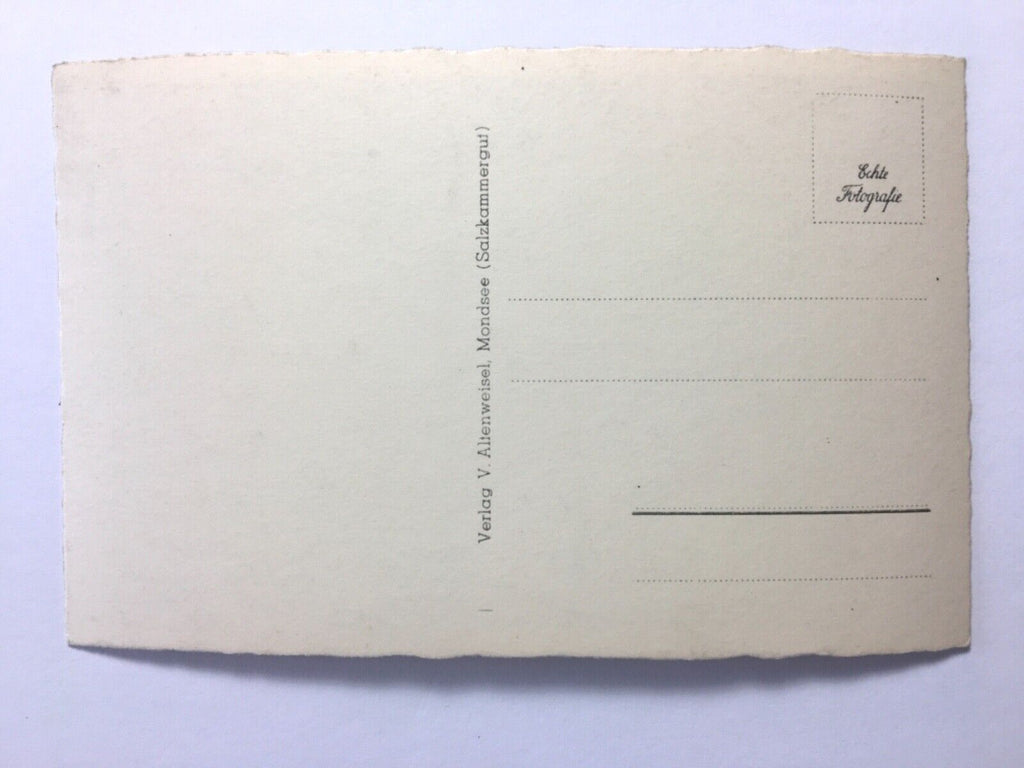 Verlag V. Altenweisel, Mondsee (Salzkammergut)
Echte
Fotografie